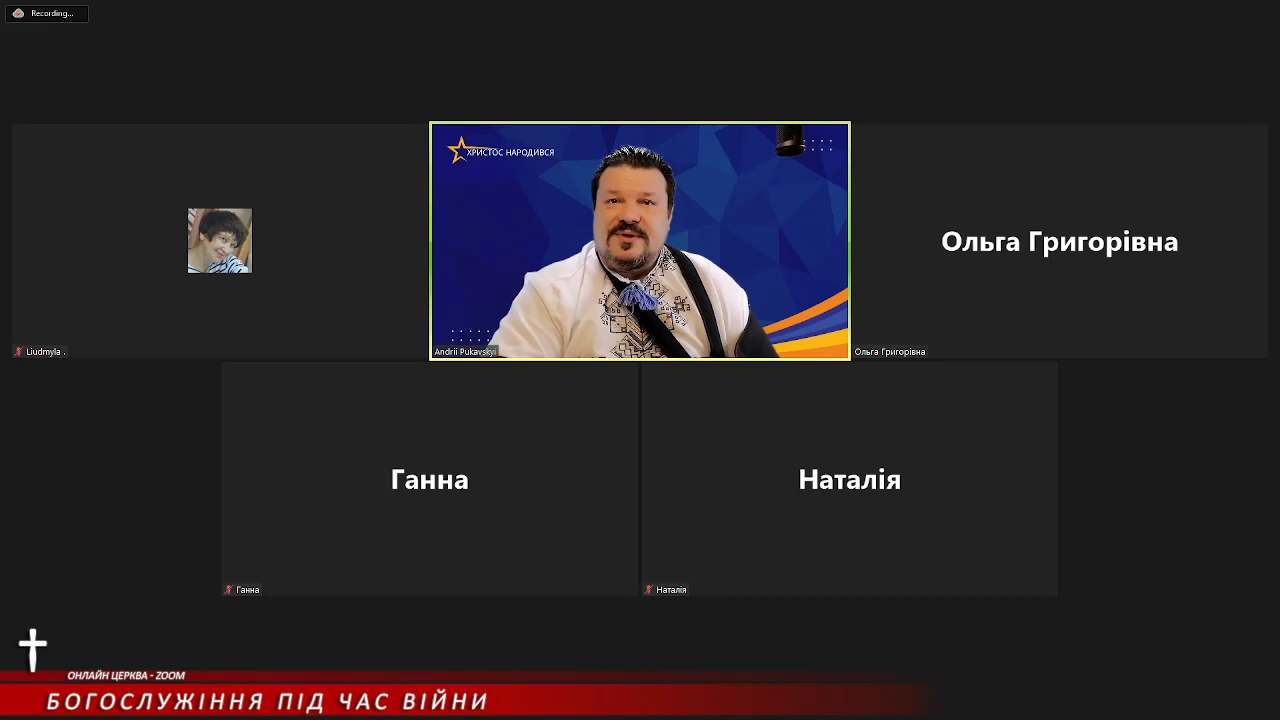 Recording...
ХРИСТОС НАРОДИВСЯ
Ольга Григорівна
Liudmyla .
Andrii Pukavskyi
Ольга Григорівна
Ганна
Наталія
Ганна
Наталія
ОНЛАЙН ЦЕРКВА - ZOOM
БОГОСЛУЖІННЯ ПІД ЧАС ВІЙНИ